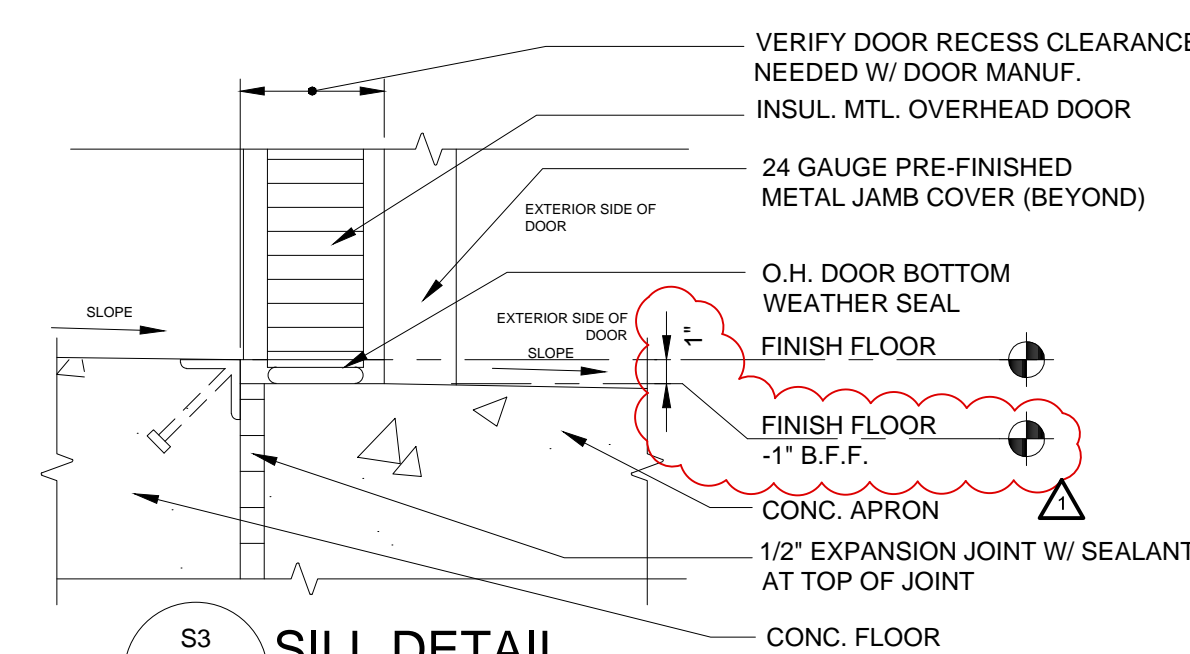 VERIFY DOOR RECESS CLEARANCE
NEEDED W/ DOOR MANUF.
INSUL. MTL. OVERHEAD DOOR
24 GAUGE PRE-FINISHED
METAL JAMB COVER (BEYOND)
EXTERIOR SIDE OF
DOOR
O.H. DOOR BOTTOM
WEATHER SEAL
SLOPE
EXTERIOR SIDE OF
DOOR
SLOPE
1"
FINISH FLOOR
FINISH FLOOR
-1" B.F.F.
1
CONC. APRON
1/2" EXPANSION JOINT W/ SEALANT
AT TOP OF JOINT
CONC. FLOOR
S3
SILL DETAIL